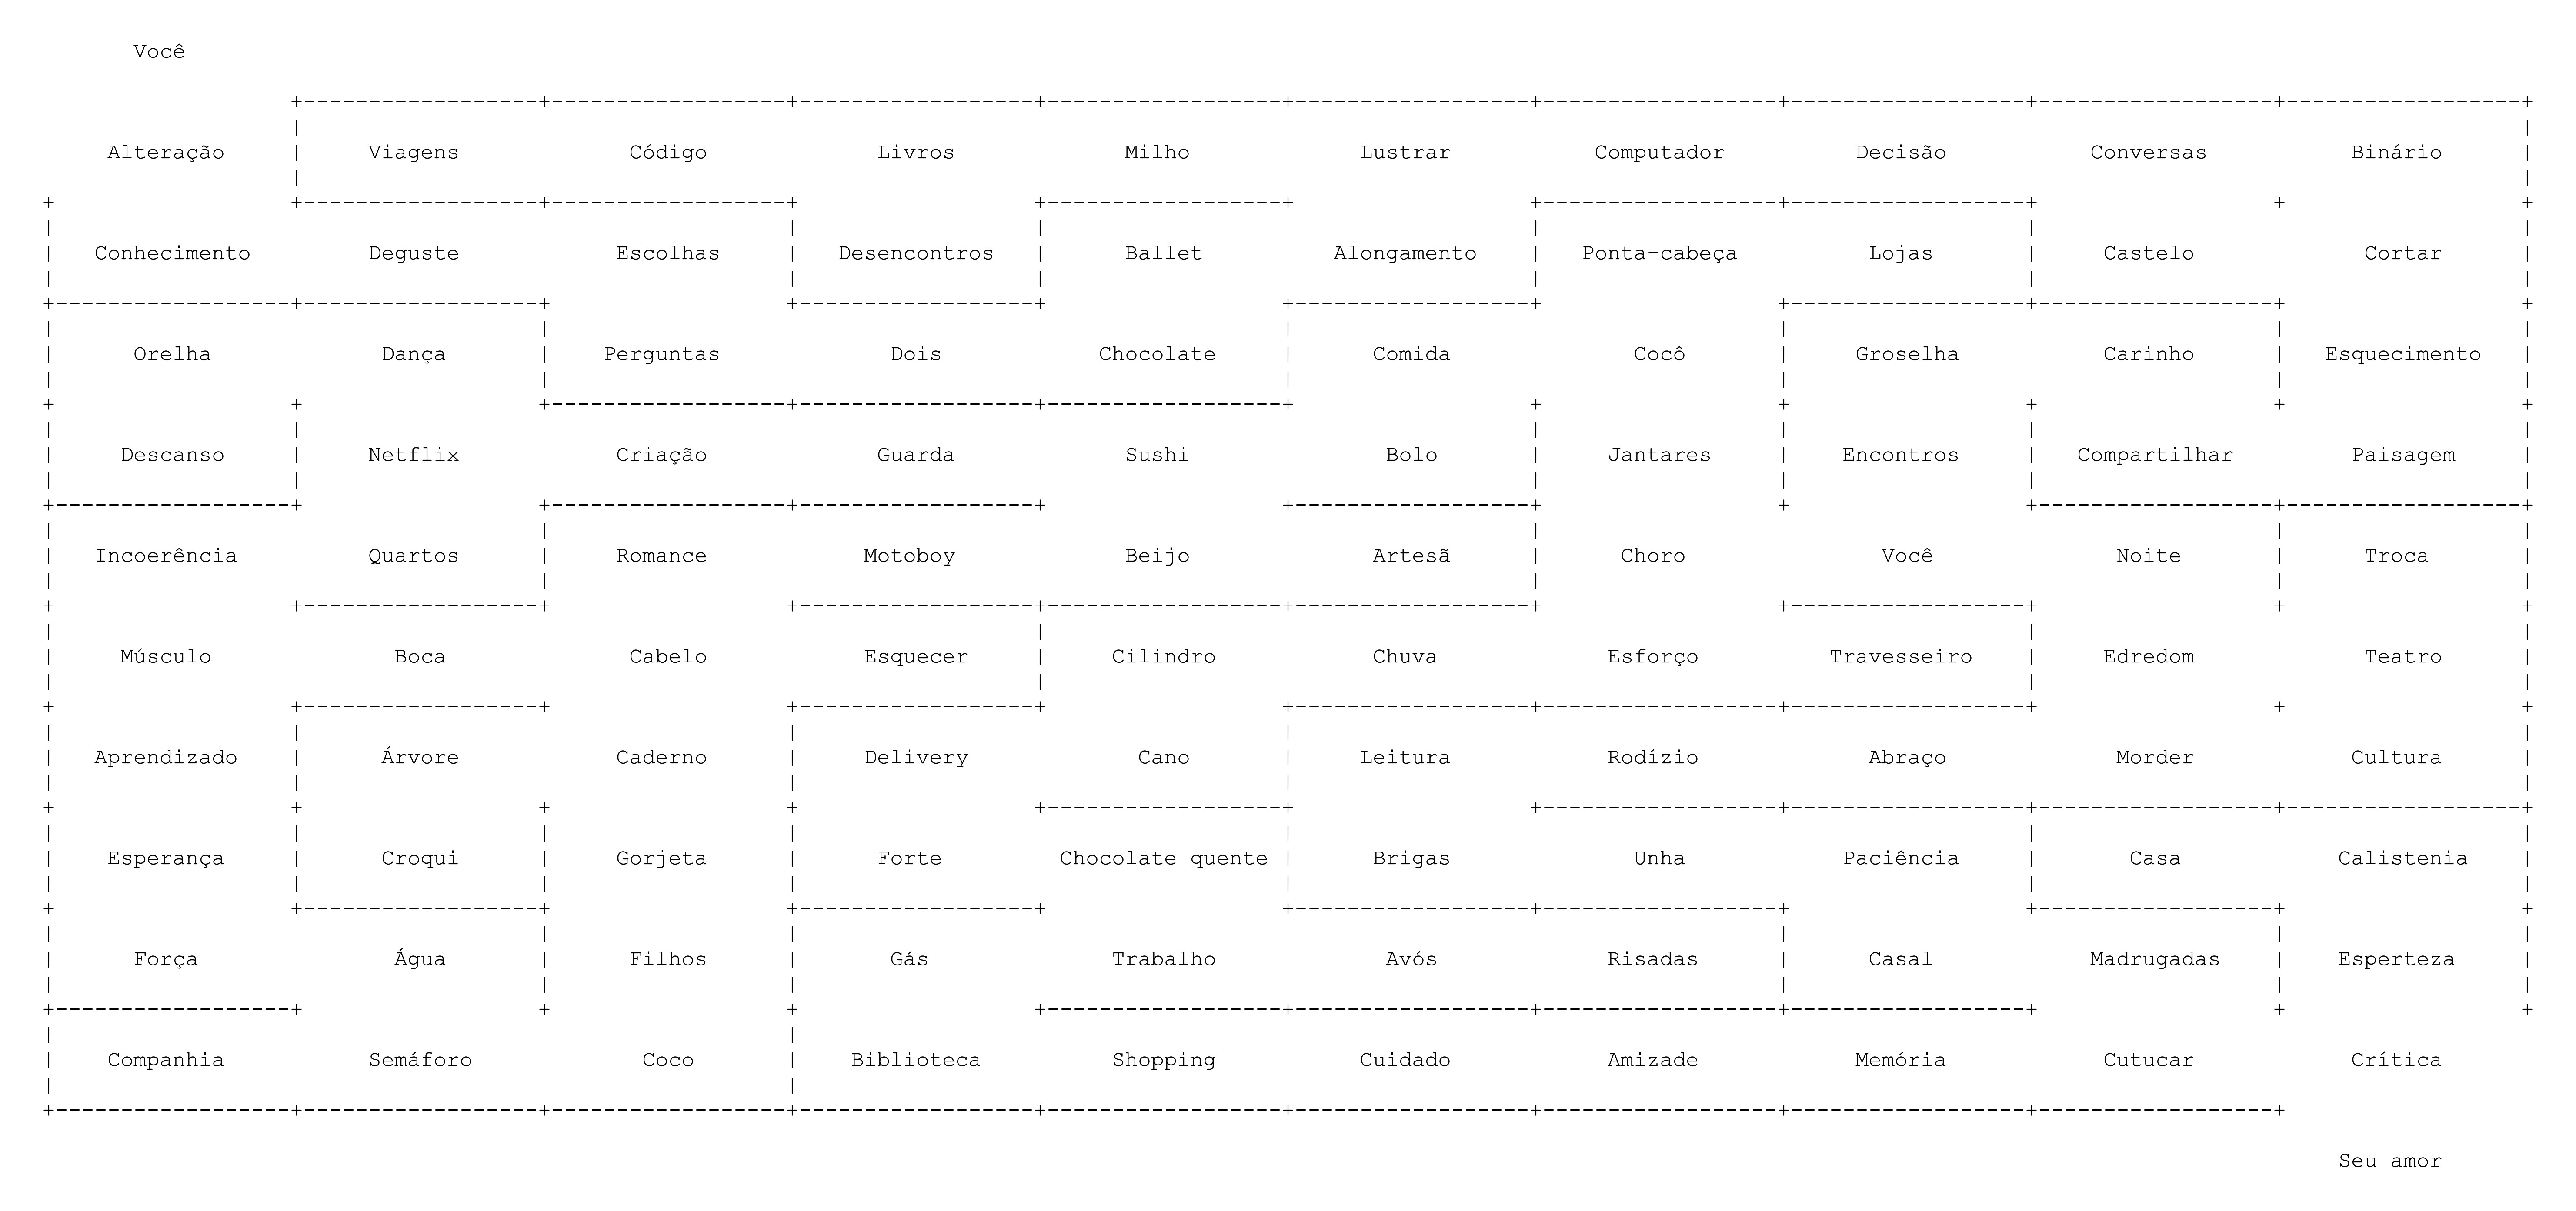 Você
Alteração Viagens Código Livros Milho Lustrar Computador Decisão Conversas Binário
Conhecimento Deguste Escolhas Desencontros Ballet Alongamento Ponta-cabeça Lojas Castelo Cortar
Orelha Dança Perguntas Dois Chocolate Comida Cocô Groselha Carinho Esquecimento
Descanso Netflix Criação Guarda Sushi Bolo Jantares Encontros Compartilhar Paisagem
Incoerência Quartos Romance Motoboy Beijo Artesã Choro Você Noite Troca
Músculo Boca Cabelo Esquecer Cilindro Chuva Esforço Travesseiro Edredom Teatro
Aprendizado Árvore Caderno Delivery Cano Leitura Rodízio Abraço Morder Cultura
Esperança Croqui Gorjeta Forte Chocolate quente Brigas Unha Paciência Casa Calistenia
Força Água Filhos Gás Trabalho Avós Risadas Casal Madrugadas Esperteza
Companhia Semáforo Coco Biblioteca Shopping Cuidado Amizade Memória Cutucar Crítica
Seu amor